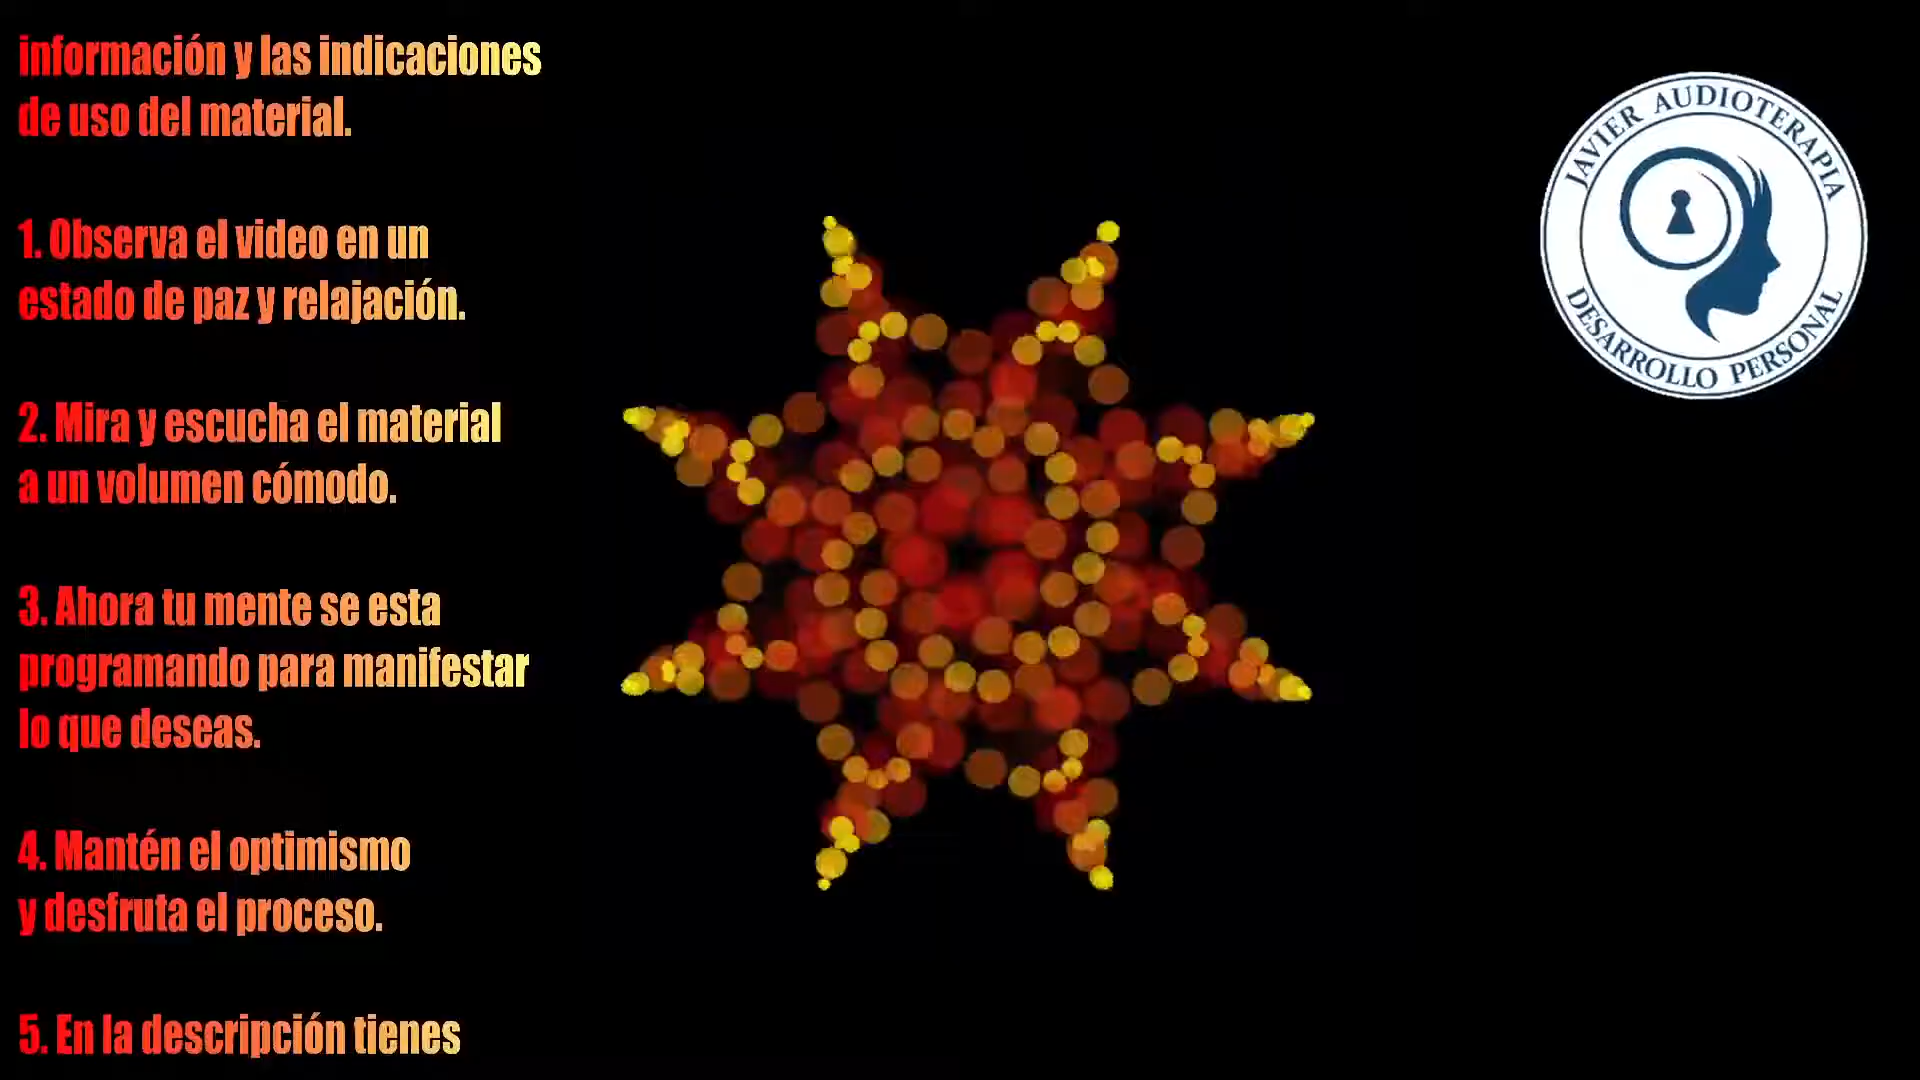 información y las indicaciones
de uso del material.
1. Observa el video en un
estado de paz y relajación.
2. Mira y escucha el material
a un volumen cómodo.
3. Ahora tu mente se esta
programando para manifestar
lo que deseas.
4. Mantén el optimismo
y desfruta el proceso.
5. En la descripción tienes
JAVIER AUDIOTERAPIA
DESARROLLO PERSONAL